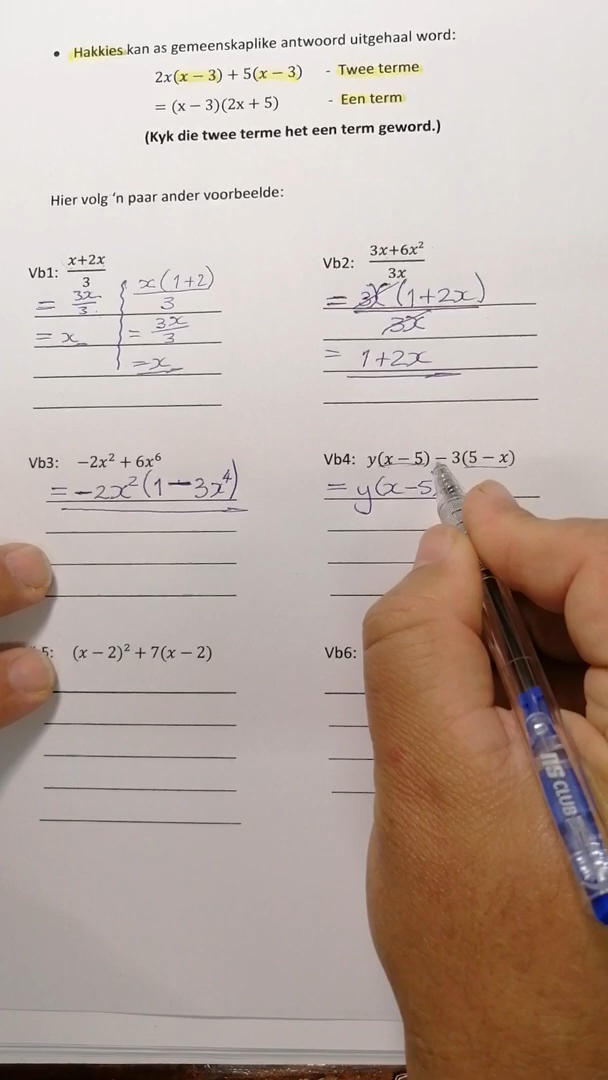 • Hakkies kan as gemeenskaplike antwoord uitgehaal word:
2x(x − 3) + 5(x − 3) - Twee terme
= (x − 3)(2x + 5) - Een term
(Kyk die twee terme het een term geword.)
Hier volg 'n paar ander voorbeelde:
Vb1: x+2x / 3
= 3x / 3
= x
x(1+2) / 3
= 3x / 3
= x
Vb2: 3x+6x² / 3x
= 3x(1+2x) / 3x
= 1+2x
Vb3: −2x² + 6x⁶
= −2x²(1−3x⁴)
Vb4: y(x − 5) − 3(5 − x)
= y(x−5
5: (x − 2)² + 7(x − 2)
Vb6:
CLUB